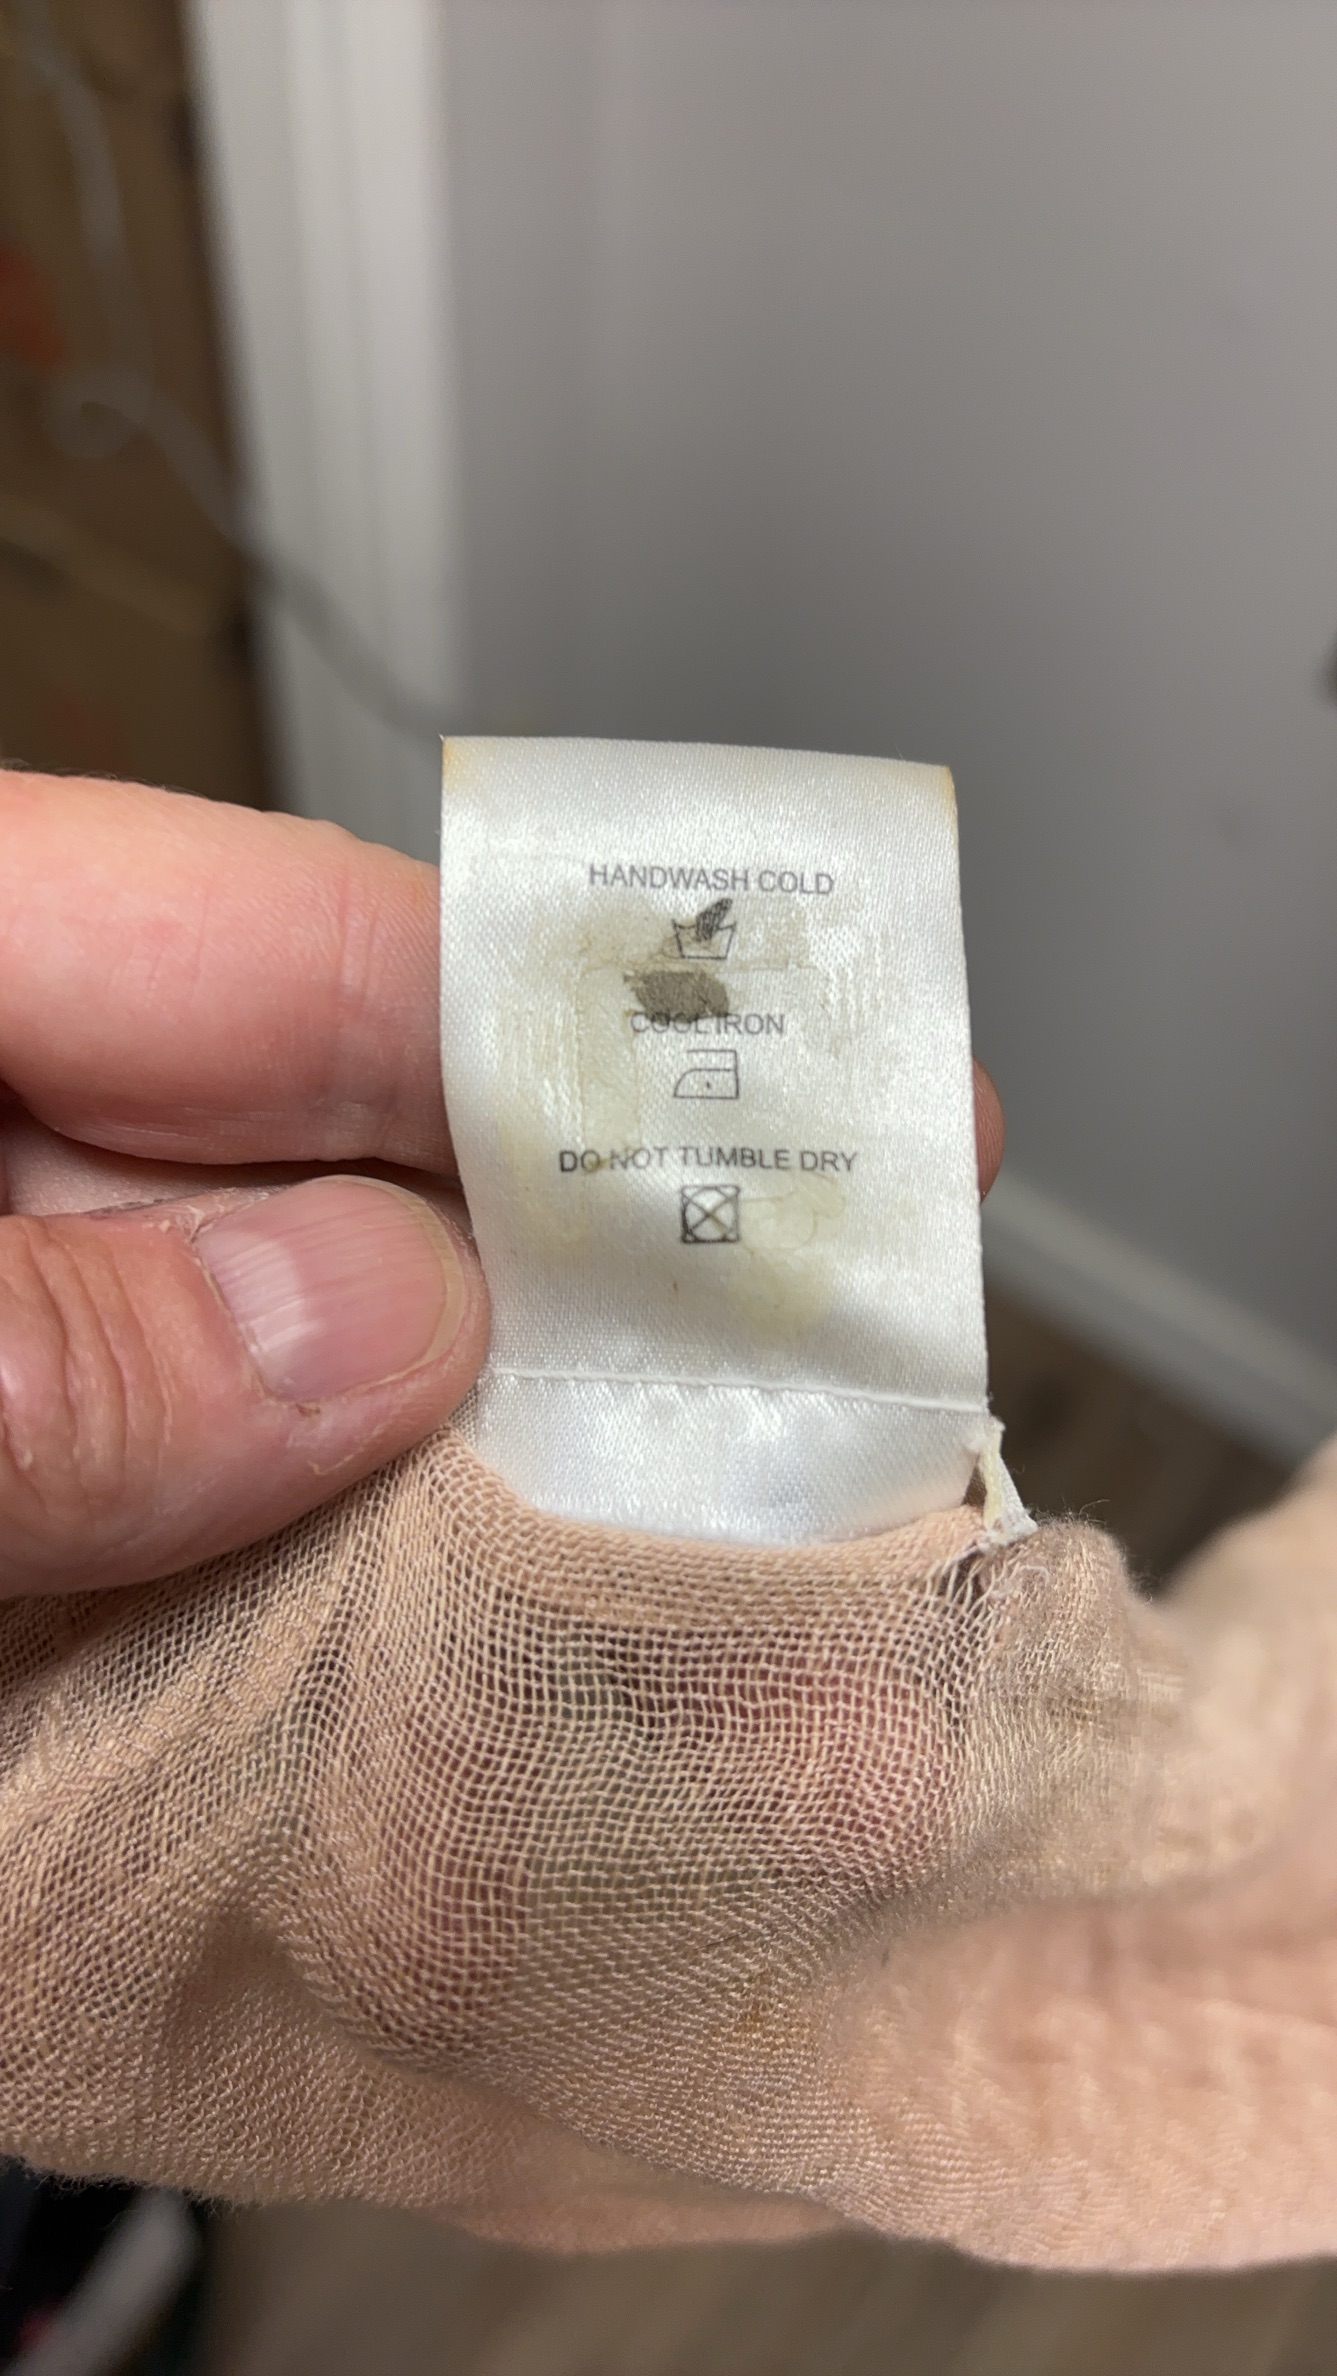 HANDWASH COLD
COOL IRON
DO NOT TUMBLE DRY